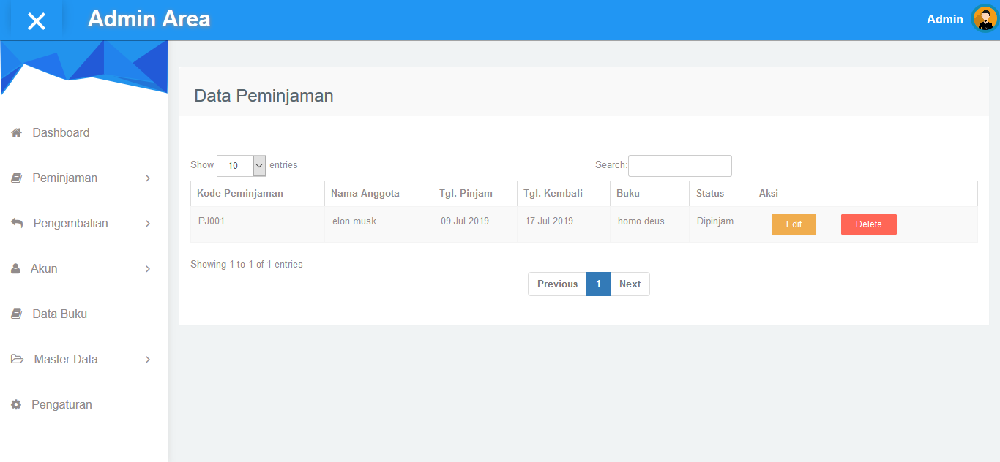 Admin Area
Admin
Dashboard
Peminjaman
Pengembalian
Akun
Data Buku
Master Data
Pengaturan
Data Peminjaman
Show 10 entries
Search:
Kode Peminjaman Nama Anggota Tgl. Pinjam Tgl. Kembali Buku Status Aksi
PJ001 elon musk 09 Jul 2019 17 Jul 2019 homo deus Dipinjam Edit Delete
Showing 1 to 1 of 1 entries
Previous 1 Next